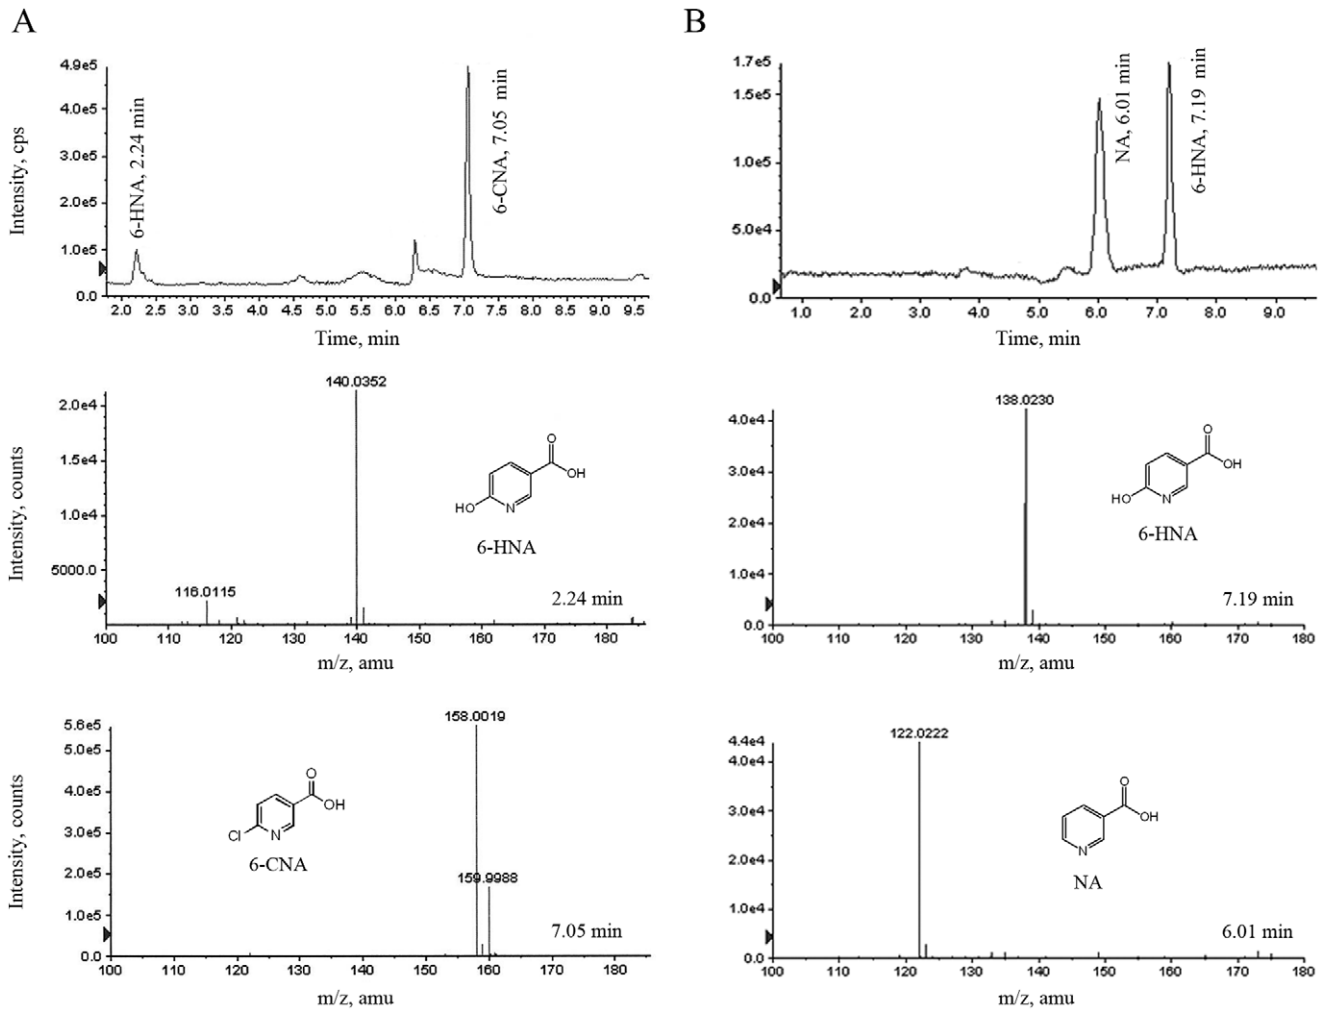 A
4.9e5
4.0e5
3.0e5
2.0e5
1.0e5
0.0
Intensity, cps
6-HNA, 2.24 min
6-CNA, 7.05 min
2.0 2.5 3.0 3.5 4.0 4.5 5.0 5.5 6.0 6.5 7.0 7.5 8.0 8.5 9.0 9.5
Time, min
B
1.7e5
1.5e5
1.0e5
5.0e4
0.0
NA, 6.01 min
6-HNA, 7.19 min
1.0 2.0 3.0 4.0 5.0 6.0 7.0 8.0 9.0
Time, min
140.0352
2.0e4
1.5e4
1.0e4
5000.0
Intensity, counts
116.0115
O
OH
HO
N
6-HNA
2.24 min
100 110 120 130 140 150 160 170 180
m/z, amu
138.0230
4.0e4
3.0e4
2.0e4
1.0e4
0.0
O
OH
HO
N
6-HNA
7.19 min
100 110 120 130 140 150 160 170 180
m/z, amu
158.0019
5.6e5
5.0e5
4.0e5
3.0e5
2.0e5
1.0e5
0.0
Intensity, counts
O
OH
Cl
N
6-CNA
159.9988
7.05 min
100 110 120 130 140 150 160 170 180
m/z, amu
122.0222
4.4e4
4.0e4
3.0e4
2.0e4
1.0e4
0.0
O
OH
N
NA
6.01 min
100 110 120 130 140 150 160 170 180
m/z, amu